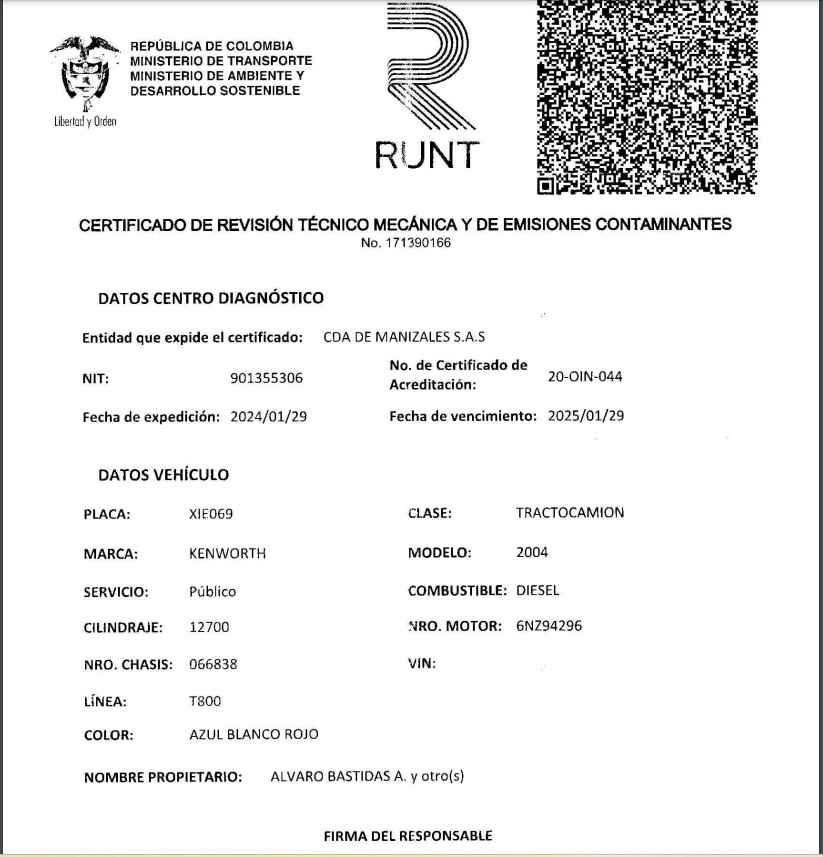 REPÚBLICA DE COLOMBIA
MINISTERIO DE TRANSPORTE
MINISTERIO DE AMBIENTE Y
DESARROLLO SOSTENIBLE
Libertad y Orden
RUNT
CERTIFICADO DE REVISIÓN TÉCNICO MECÁNICA Y DE EMISIONES CONTAMINANTES
No. 171390166
DATOS CENTRO DIAGNÓSTICO
Entidad que expide el certificado: CDA DE MANIZALES S.A.S
NIT: 901355306 No. de Certificado de Acreditación: 20-OIN-044
Fecha de expedición: 2024/01/29 Fecha de vencimiento: 2025/01/29
DATOS VEHÍCULO
PLACA: XIE069 CLASE: TRACTOCAMION
MARCA: KENWORTH MODELO: 2004
SERVICIO: Público COMBUSTIBLE: DIESEL
CILINDRAJE: 12700 NRO. MOTOR: 6NZ94296
NRO. CHASIS: 066838 VIN:
LÍNEA: T800
COLOR: AZUL BLANCO ROJO
NOMBRE PROPIETARIO: ALVARO BASTIDAS A. y otro(s)
FIRMA DEL RESPONSABLE